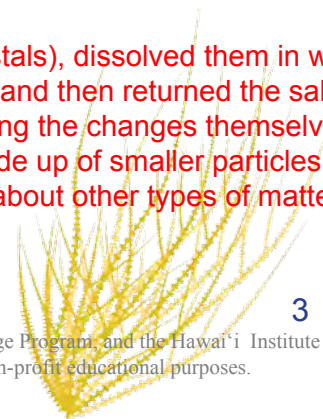 stals), dissolved them in w
and then returned the sal
ng the changes themselv
de up of smaller particles
about other types of matte
3
ge Program, and the Hawai‘i Institute
n-profit educational purposes.